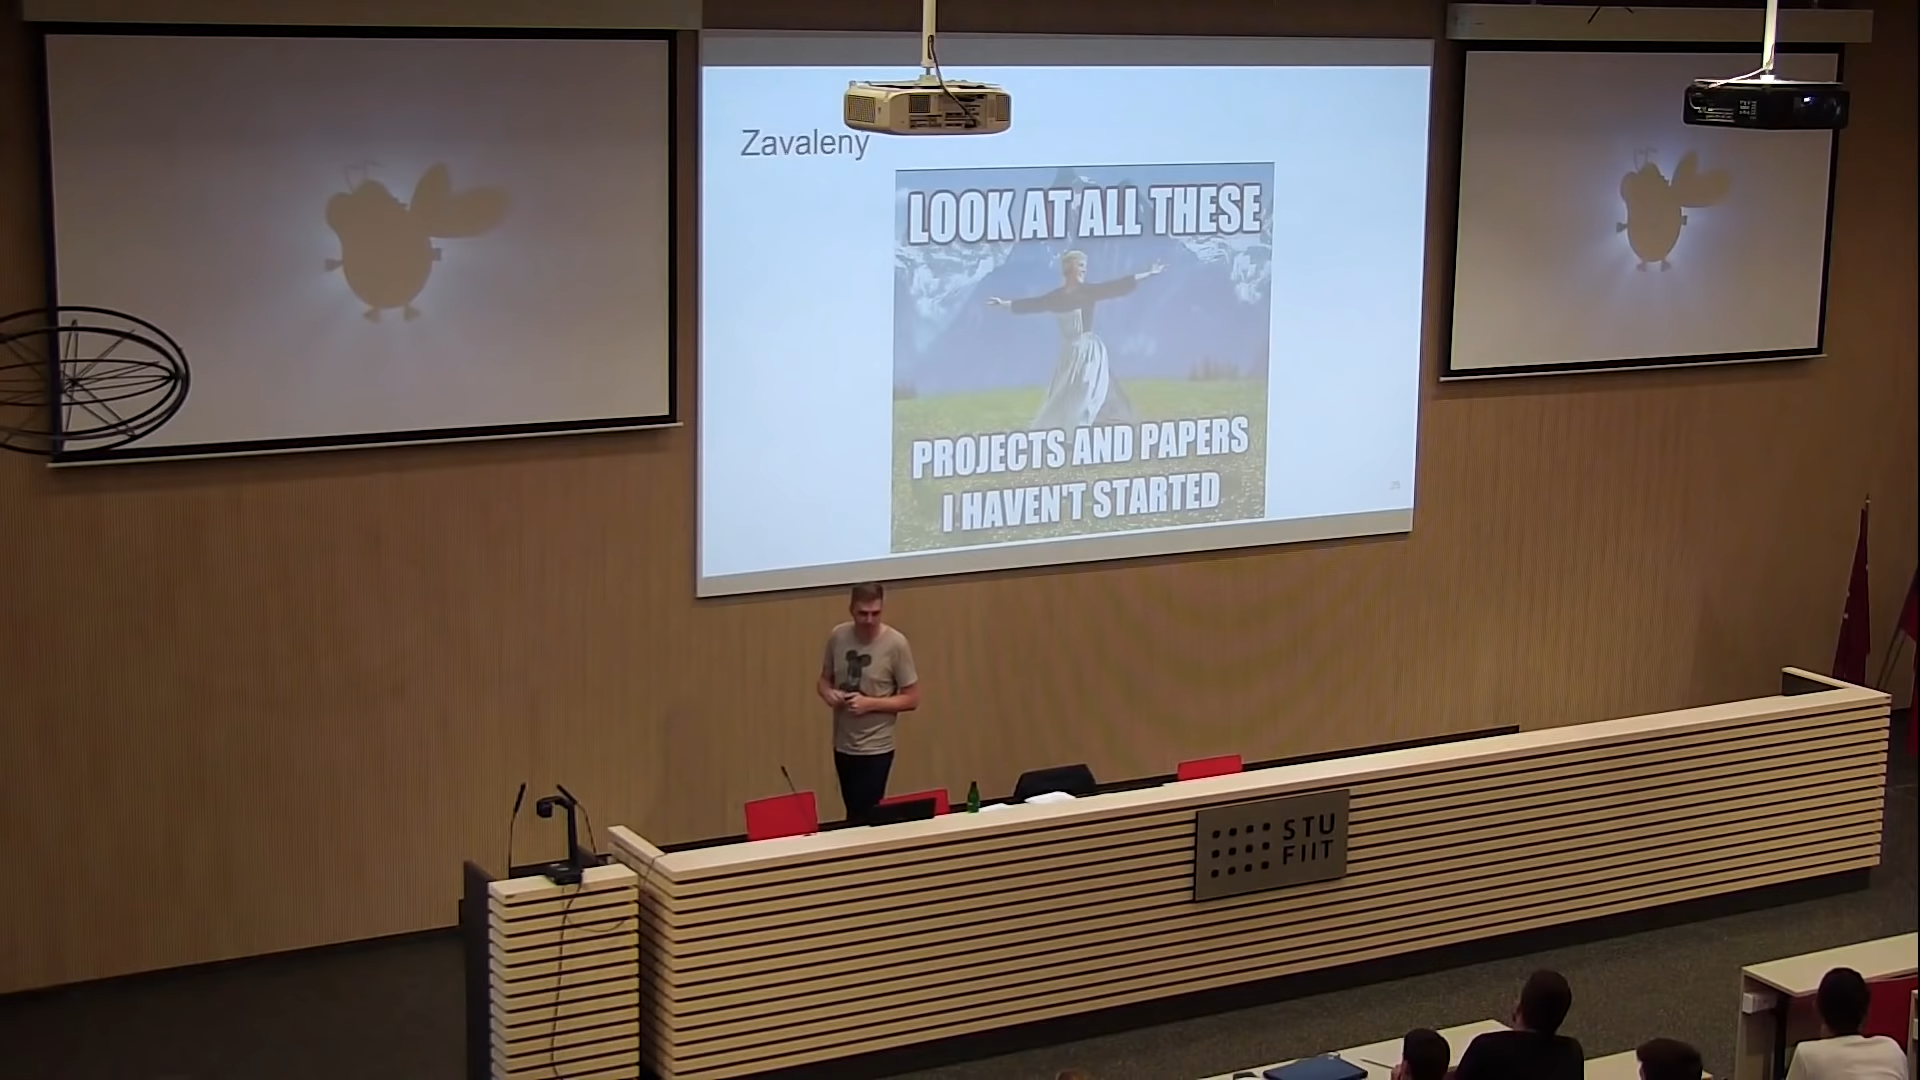 Zavaleny
LOOK AT ALL THESE
PROJECTS AND PAPERS
I HAVEN'T STARTED
STU
FIIT